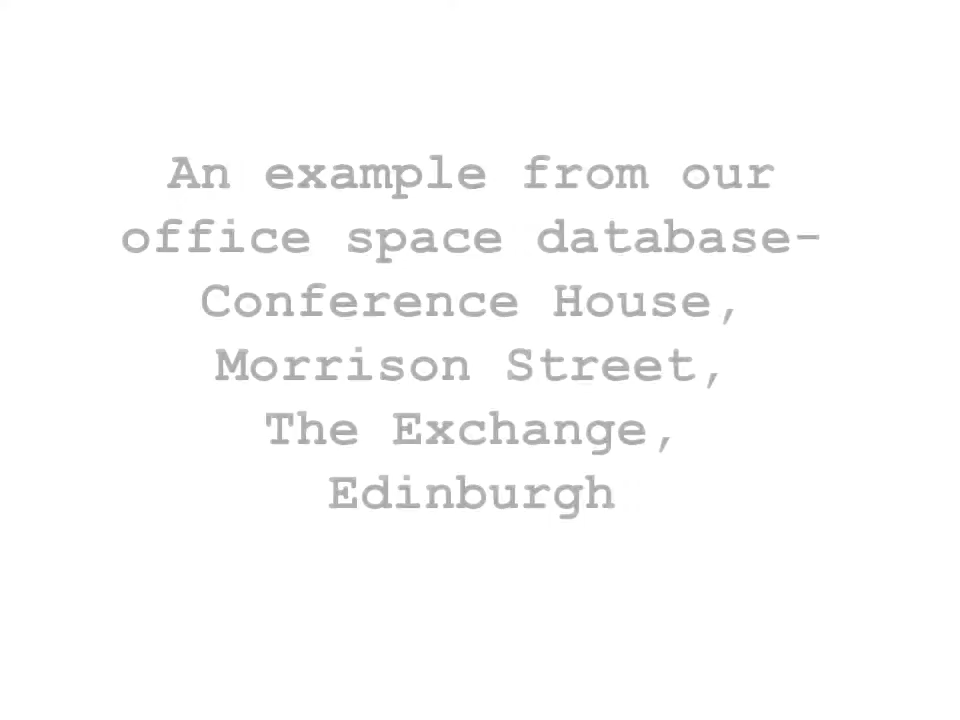 An example from our
office space database-
Conference House,
Morrison Street,
The Exchange,
Edinburgh